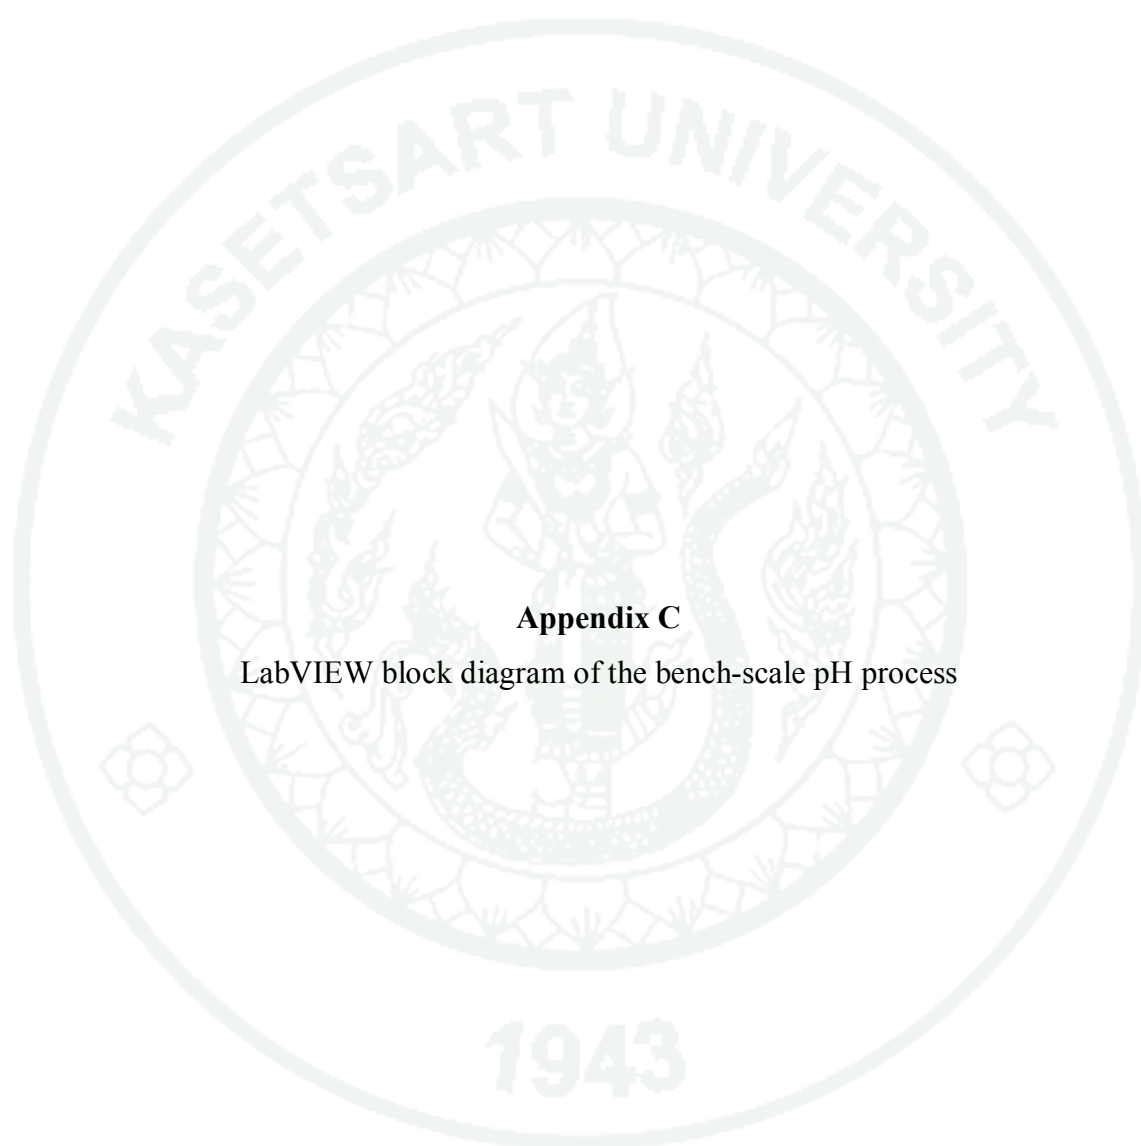 KASETSART UNIVERSITY
Appendix C
LabVIEW block diagram of the bench-scale pH process
1943